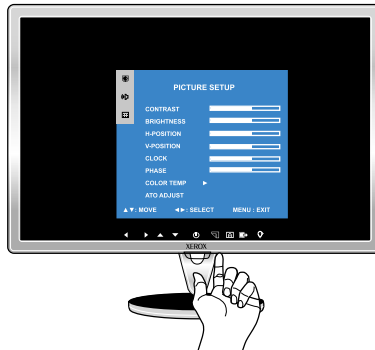 PICTURE SETUP
CONTRAST
BRIGHTNESS
H-POSITION
V-POSITION
CLOCK
PHASE
COLOR TEMP ►
ATO ADJUST
▲▼: MOVE ◄►: SELECT MENU : EXIT
XEROX